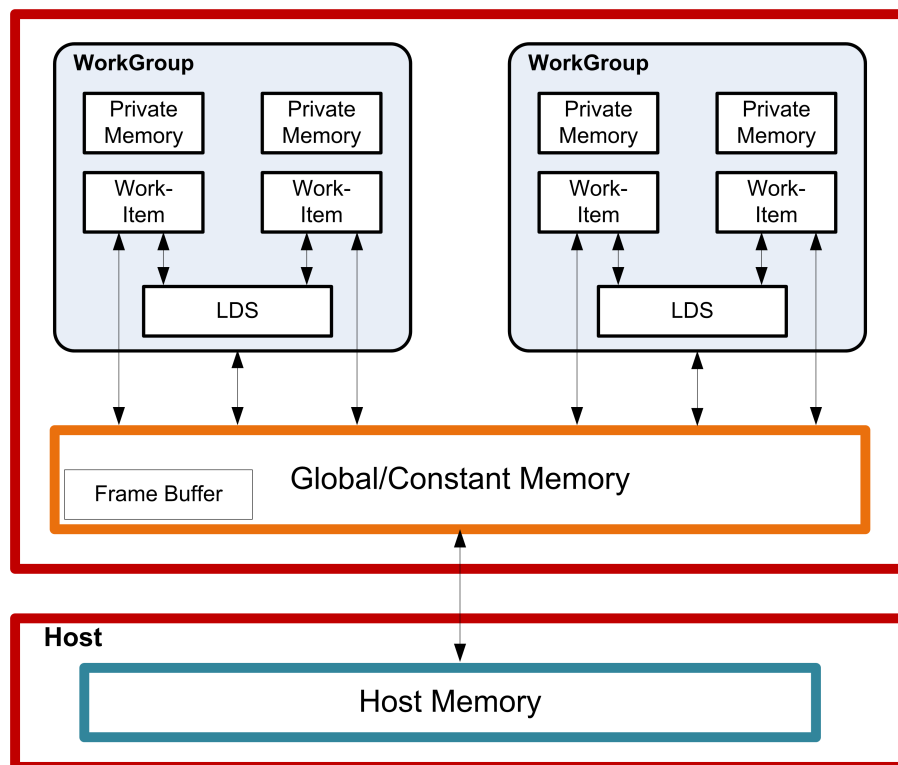 WorkGroup
Private
Memory
Private
Memory
Work-
Item
Work-
Item
LDS
WorkGroup
Private
Memory
Private
Memory
Work-
Item
Work-
Item
LDS
Global/Constant Memory
Frame Buffer
Host
Host Memory